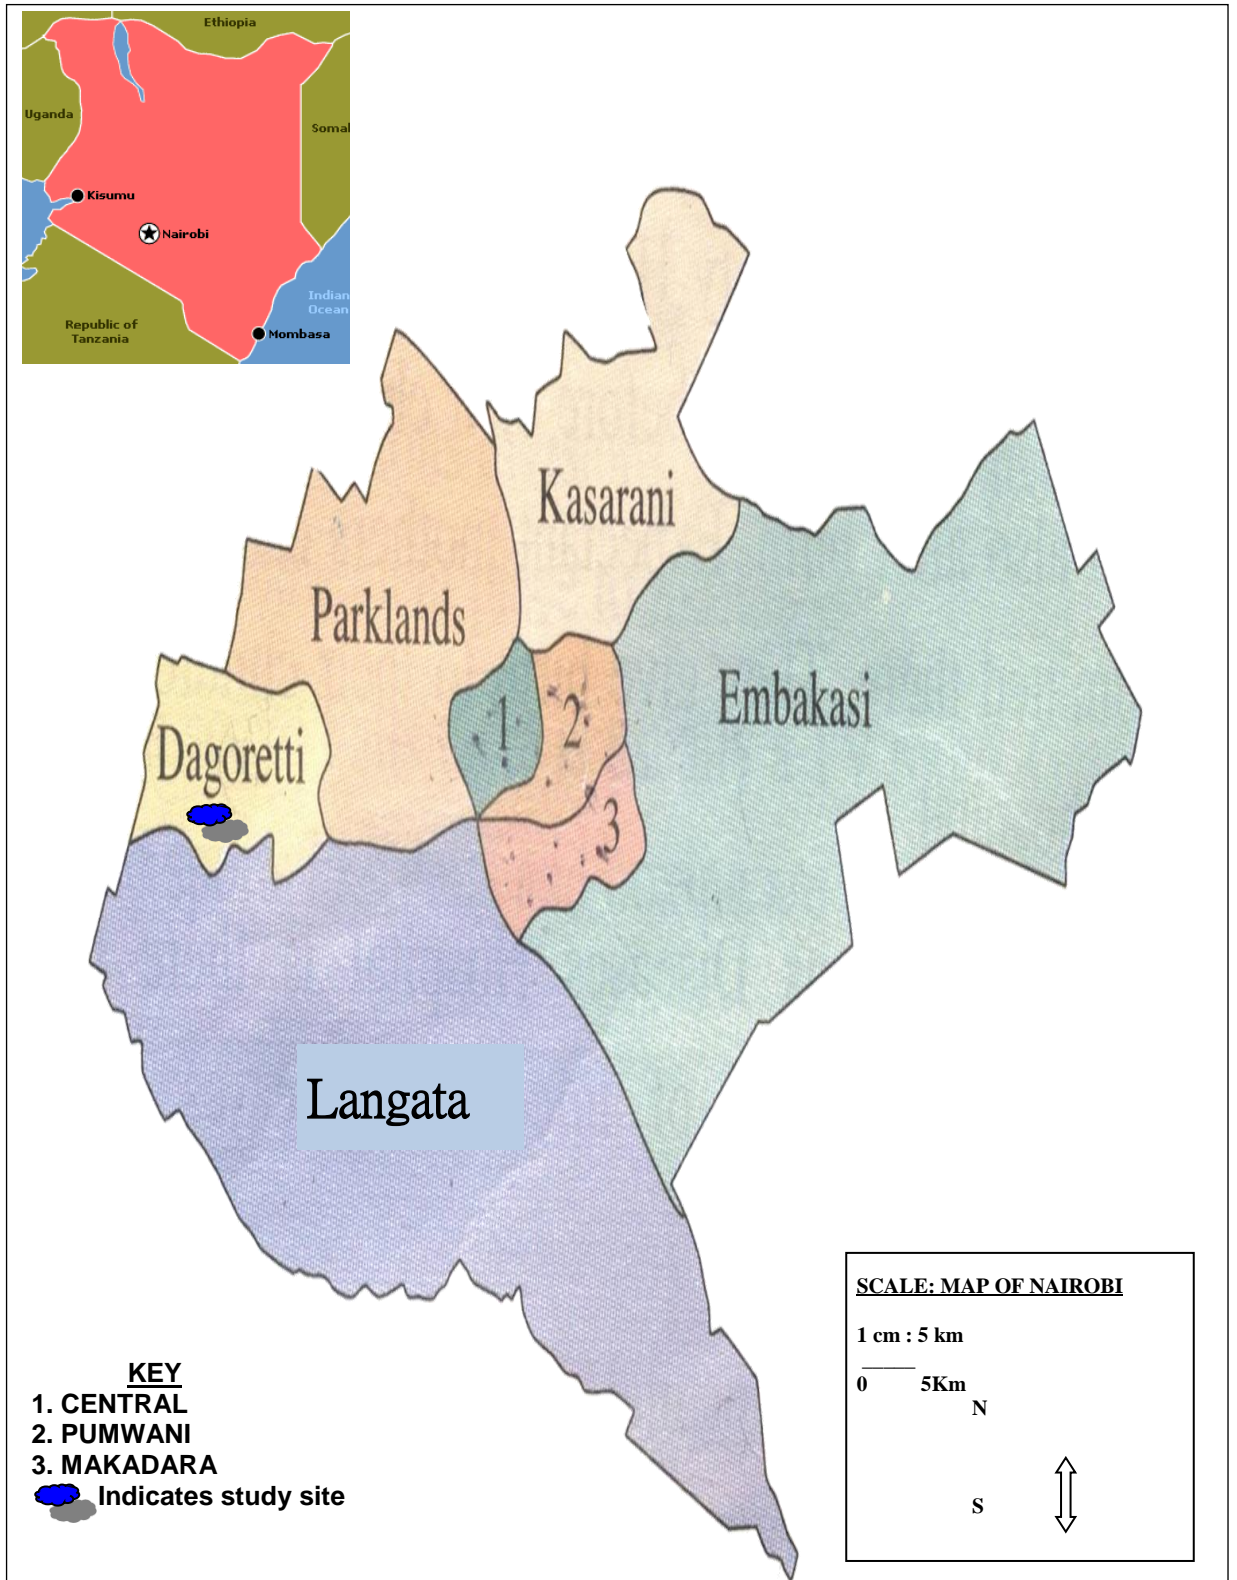 Ethiopia
Uganda
Somal
Kisumu
Nairobi
Indian
Ocean
Republic of
Tanzania
Mombasa
Kasarani
Parklands
Embakasi
1
2
Dagoretti
3
Langata
SCALE: MAP OF NAIROBI
1 cm : 5 km
0 5Km
N
S
KEY
1. CENTRAL
2. PUMWANI
3. MAKADARA
Indicates study site